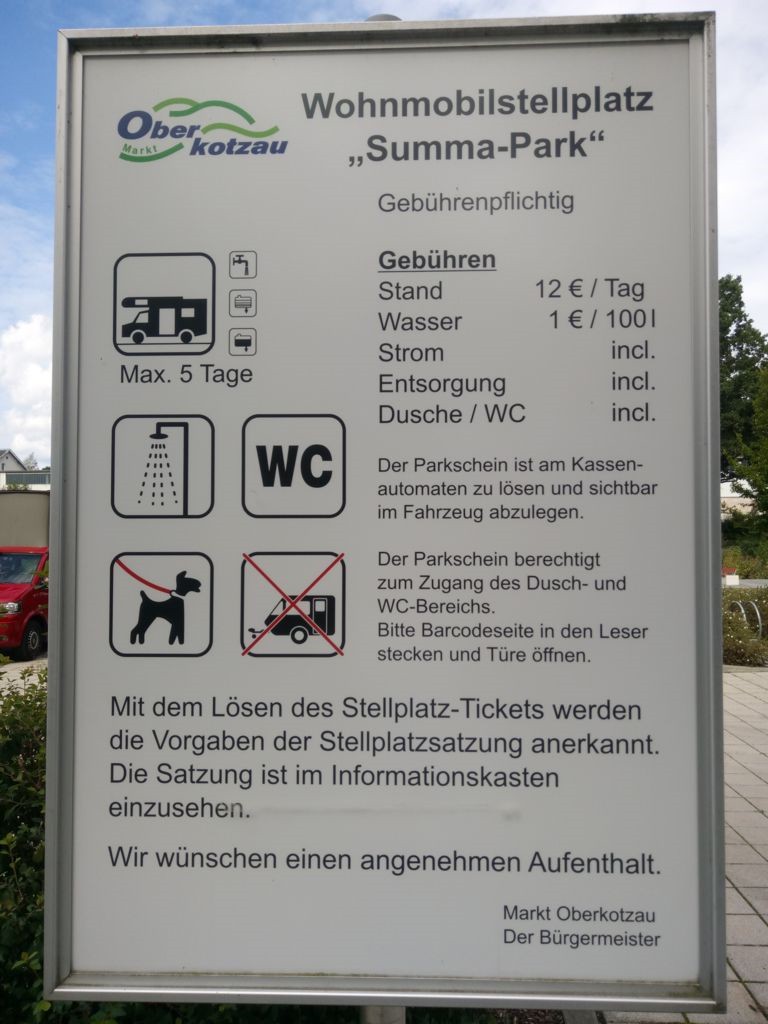 Ober
Markt kotzau
Wohnmobilstellplatz
„Summa-Park“
Gebührenpflichtig
Gebühren
Stand 12 € / Tag
Wasser 1 € / 100 l
Strom incl.
Entsorgung incl.
Dusche / WC incl.
Max. 5 Tage
WC
Der Parkschein ist am Kassen-
automaten zu lösen und sichtbar
im Fahrzeug abzulegen.
Der Parkschein berechtigt
zum Zugang des Dusch- und
WC-Bereichs.
Bitte Barcodeseite in den Leser
stecken und Türe öffnen.
Mit dem Lösen des Stellplatz-Tickets werden
die Vorgaben der Stellplatzsatzung anerkannt.
Die Satzung ist im Informationskasten
einzusehen.
Wir wünschen einen angenehmen Aufenthalt.
Markt Oberkotzau
Der Bürgermeister